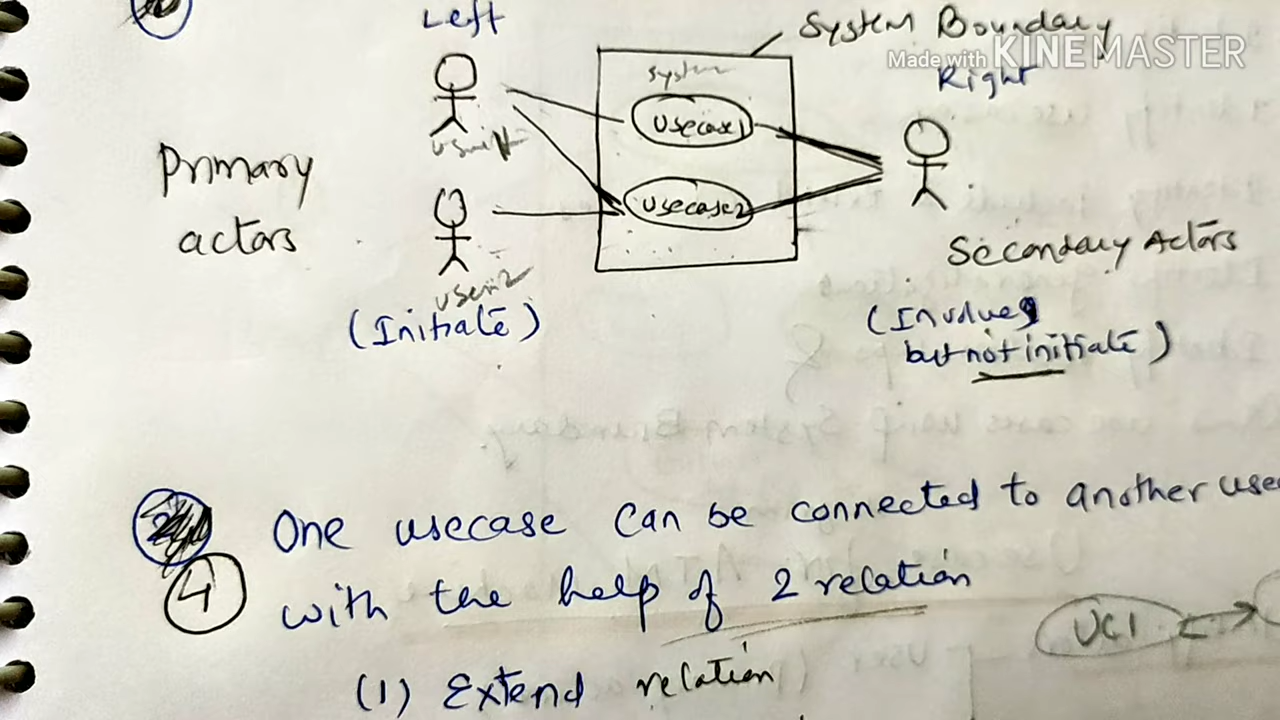 Left
System Boundary
Made with KINEMASTER
Right
system
usecase1
Primary
actors
usecase2
Secondary Actors
user2
(Initiate)
(Involves
but not initiate)
One usecase can be connected to another use
4
with the help of 2 relation
UC1
(1) Extend relation